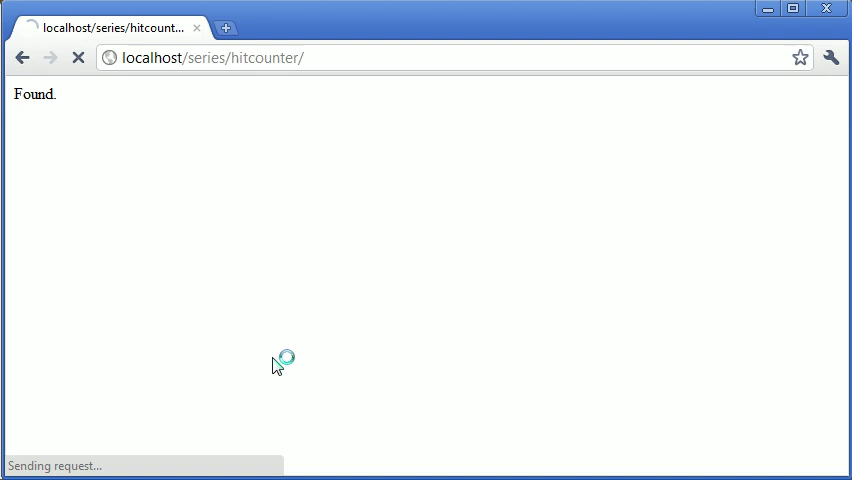 localhost/series/hitcount...
localhost/series/hitcounter/
Found.
Sending request...